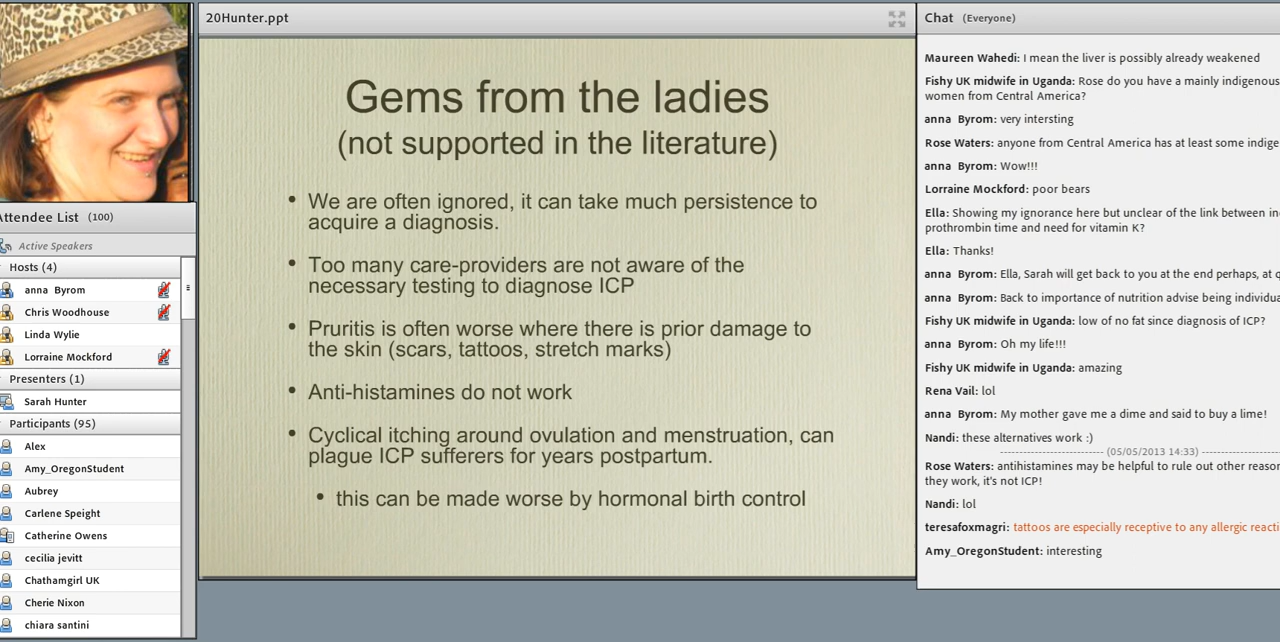 20Hunter.ppt
Gems from the ladies
(not supported in the literature)
• We are often ignored, it can take much persistence to
acquire a diagnosis.
• Too many care-providers are not aware of the
necessary testing to diagnose ICP
• Pruritis is often worse where there is prior damage to
the skin (scars, tattoos, stretch marks)
• Anti-histamines do not work
• Cyclical itching around ovulation and menstruation, can
plague ICP sufferers for years postpartum.
• this can be made worse by hormonal birth control
Attendee List (100)
Active Speakers
Hosts (4)
anna Byrom
Chris Woodhouse
Linda Wylie
Lorraine Mockford
Presenters (1)
Sarah Hunter
Participants (95)
Alex
Amy_OregonStudent
Aubrey
Carlene Speight
Catherine Owens
cecilia jevitt
Chathamgirl UK
Cherie Nixon
chiara santini
Chat (Everyone)
Maureen Wahedi: I mean the liver is possibly already weakened
Fishy UK midwife in Uganda: Rose do you have a mainly indigenous
women from Central America?
anna Byrom: very intersting
Rose Waters: anyone from Central America has at least some indige
anna Byrom: Wow!!!
Lorraine Mockford: poor bears
Ella: Showing my ignorance here but unclear of the link between in
prothrombin time and need for vitamin K?
Ella: Thanks!
anna Byrom: Ella, Sarah will get back to you at the end perhaps, at q
anna Byrom: Back to importance of nutrition advise being individua
Fishy UK midwife in Uganda: low of no fat since diagnosis of ICP?
anna Byrom: Oh my life!!!
Fishy UK midwife in Uganda: amazing
Rena Vail: lol
anna Byrom: My mother gave me a dime and said to buy a lime!
Nandi: these alternatives work :)
(05/05/2013 14:33)
Rose Waters: antihistamines may be helpful to rule out other reason
they work, it's not ICP!
Nandi: lol
teresafoxmagri: tattoos are especially receptive to any allergic reacti
Amy_OregonStudent: interesting